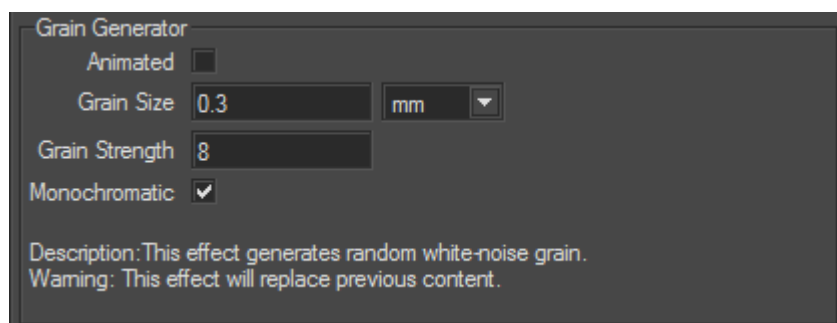 Grain Generator
Animated
Grain Size 0.3 mm
Grain Strength 8
Monochromatic
Description:This effect generates random white-noise grain.
Warning: This effect will replace previous content.